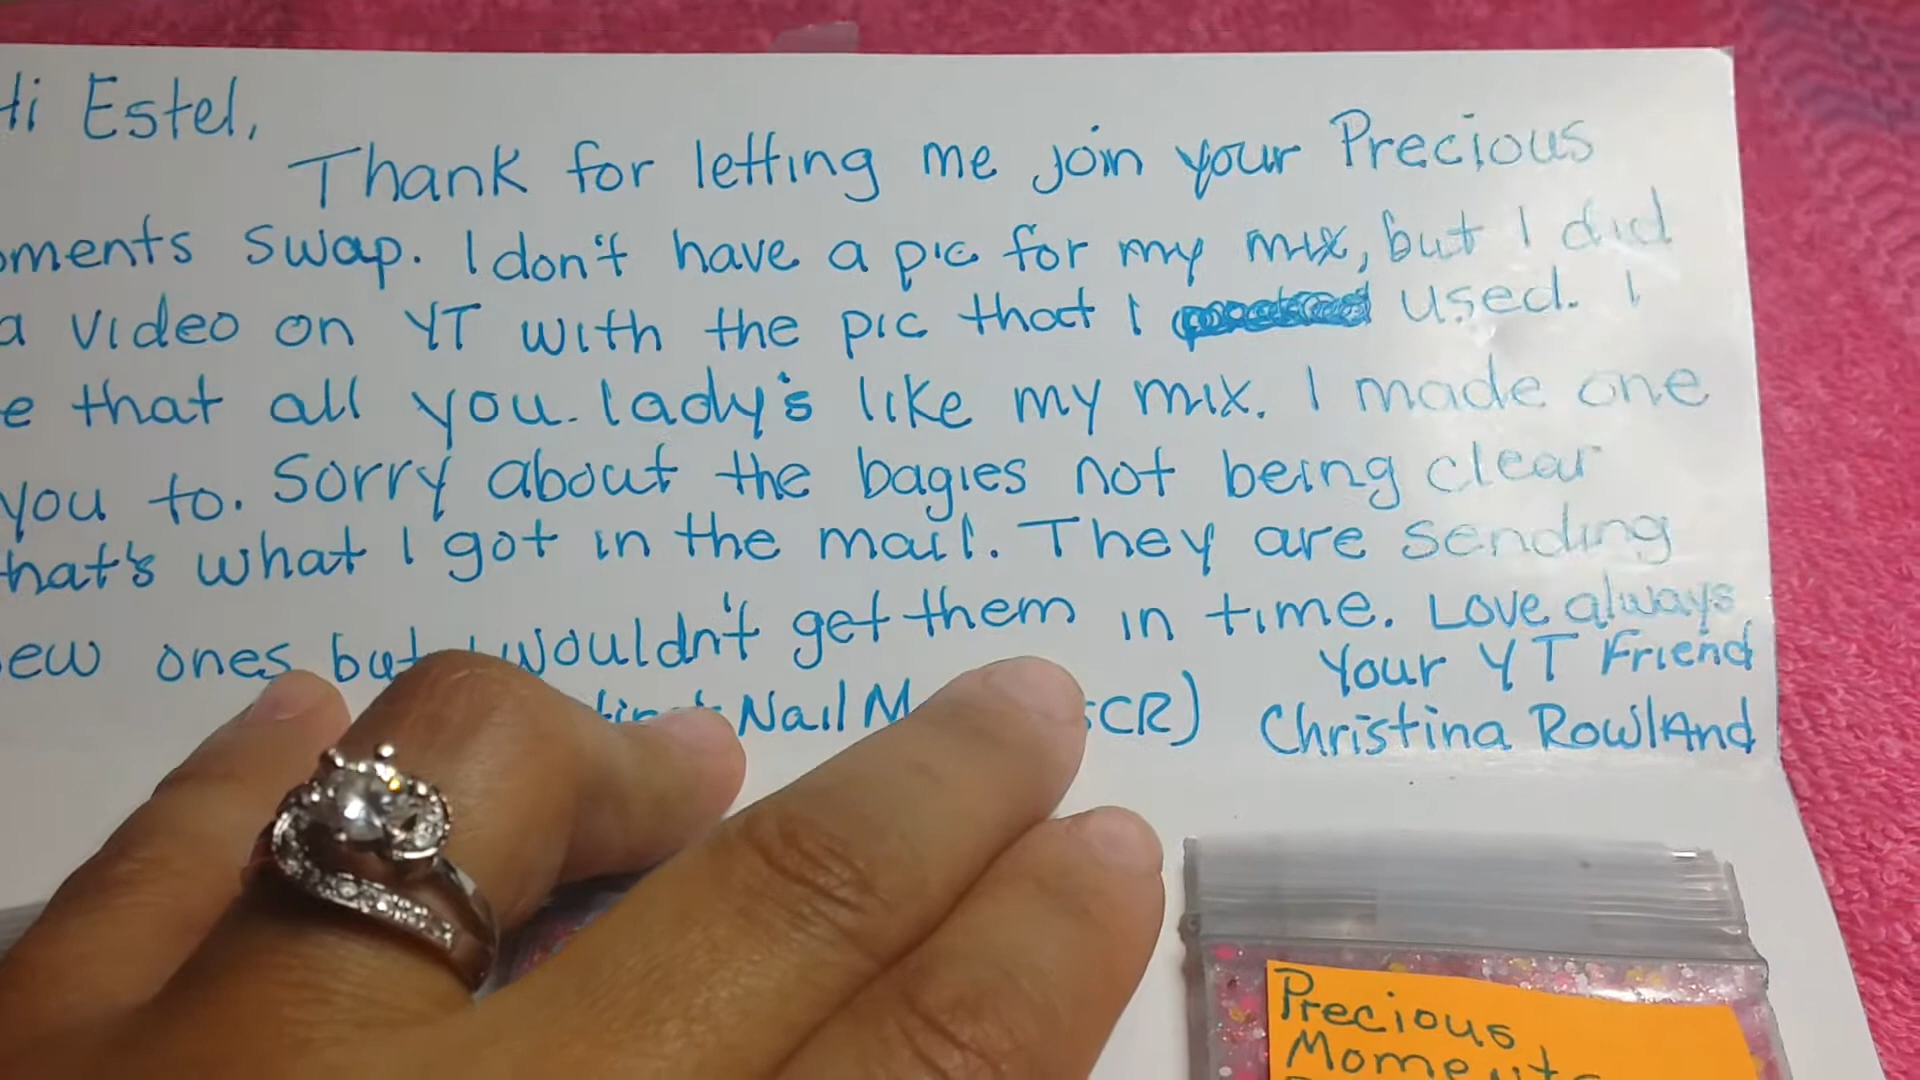 Hi Estel,
Thank for letting me join your Precious
oments swap. I don't have a pic for my mix, but I did
a video on YT with the pic that I used. I
e that all you lady's like my mix. I made one
you to. Sorry about the bagies not being clear
hat's what I got in the mail. They are sending
ew ones but I wouldn't get them in time. Love always
Your YT Friend
Nail M CR)
Christina Rowland
Precious
Moments